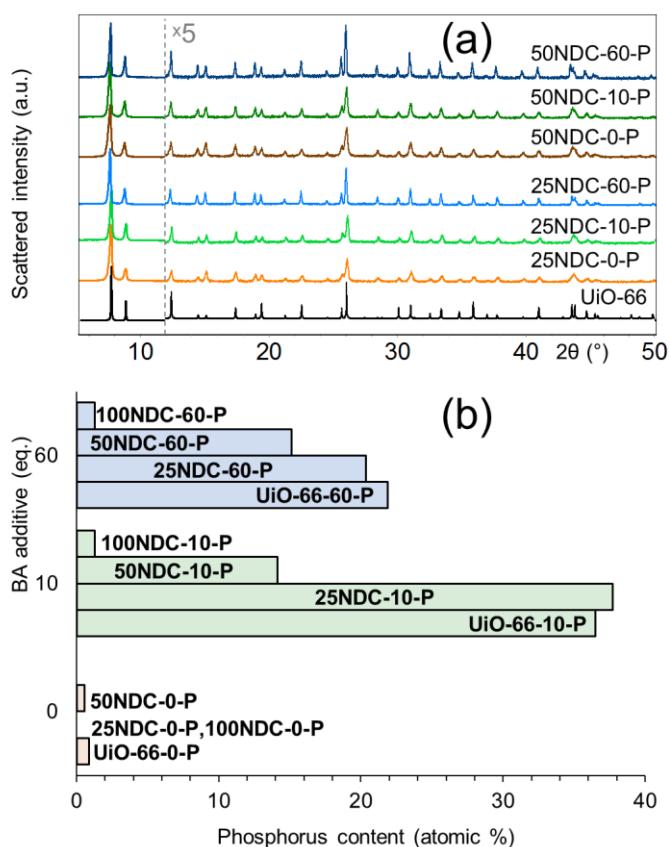 ×5
(a)
50NDC-60-P
50NDC-10-P
50NDC-0-P
25NDC-60-P
25NDC-10-P
25NDC-0-P
UiO-66
Scattered intensity (a.u.)
10 20 30 40 2θ (°) 50
(b)
100NDC-60-P
50NDC-60-P
60
25NDC-60-P
UiO-66-60-P
100NDC-10-P
50NDC-10-P
10
25NDC-10-P
UiO-66-10-P
50NDC-0-P
0
25NDC-0-P,100NDC-0-P
UiO-66-0-P
BA additive (eq.)
0 10 20 30 40
Phosphorus content (atomic %)